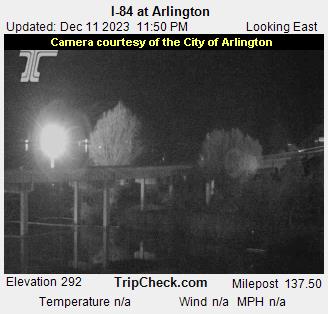 I-84 at Arlington
Updated: Dec 11 2023 11:50 PM Looking East
Camera courtesy of the City of Arlington
Elevation 292 TripCheck.com Milepost 137.50
Temperature n/a Wind n/a MPH n/a